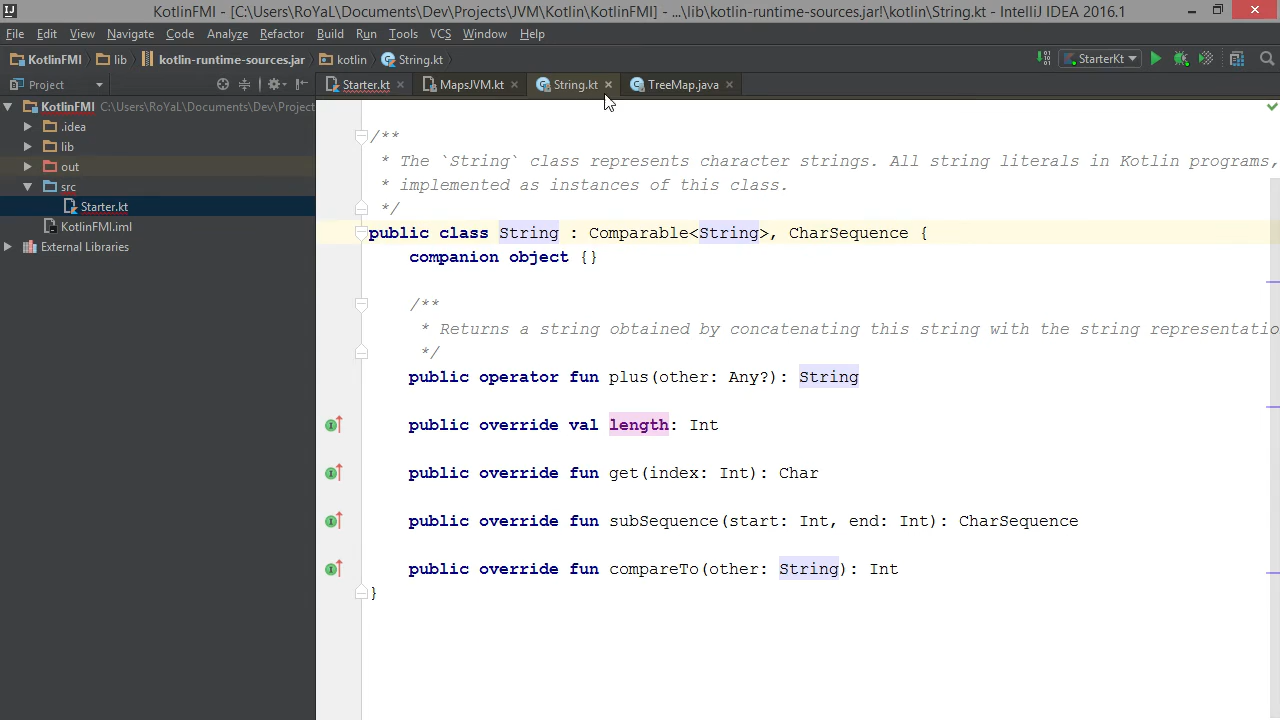 KotlinFMI - [C:\Users\RoYaL\Documents\Dev\Projects\JVM\Kotlin\KotlinFMI] - ...\lib\kotlin-runtime-sources.jar!\kotlin\String.kt - IntelliJ IDEA 2016.1
File Edit View Navigate Code Analyze Refactor Build Run Tools VCS Window Help
KotlinFMI lib kotlin-runtime-sources.jar kotlin String.kt StarterKt
Project Starter.kt MapsJVM.kt String.kt TreeMap.java
KotlinFMI C:\Users\RoYaL\Documents\Dev\Project
.idea
lib
out
src
Starter.kt
KotlinFMI.iml
External Libraries
/**
* The `String` class represents character strings. All string literals in Kotlin programs,
* implemented as instances of this class.
*/
public class String : Comparable<String>, CharSequence {
companion object {}
/**
* Returns a string obtained by concatenating this string with the string representatio
*/
public operator fun plus(other: Any?): String
public override val length: Int
public override fun get(index: Int): Char
public override fun subSequence(start: Int, end: Int): CharSequence
public override fun compareTo(other: String): Int
}